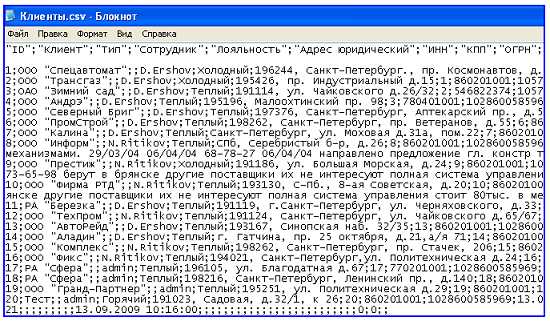 Клиенты.csv - Блокнот
Файл Правка Формат Вид Справка
"ID";"Клиент";"Тип";"Сотрудник";"Лояльность";"Адрес юридический";"ИНН";"КПП";"ОГРН";
1;ООО "Спецавтомат";;D.Ershov;Холодный;196244, Санкт-Петербург., пр. Космонавтов, д.
2;ООО "Трансгаз";;D.Ershov;Холодный;195426, пр. Индустриальный д.15;1;860201001;1057
3;ОАО "Зимний сад";;D.Ershov;Теплый;191114, ул. Чайковского д.26/32;2;546822374;1057
4;ООО "Андрэ";;D.Ershov;Теплый;195196, Малоохтинский пр. 98;3;780401001;102860058596
5;ООО "Северный Бриг";;D.Ershov;Теплый;197376, Санкт-Петербург, Аптекарский пр., д.5
6;ООО "ПромСтрой";;D.Ershov;Теплый;198262, Санкт-Петербург, пр. Ветеранов, д.55;6;86
7;ООО "Калина";;D.Ershov;Теплый;Санкт-Петербург, ул. Моховая д.31а, пом.22;7;8602010
8;ООО "Информ";;N.Ritikov;СПб, Серебристый б-р, д.26;8;860201001;1028600585969;
механизмами. 29/03/04 06/04/04 68-78-27 06/04/04 направлено предложение гл. констр т
9;ООО "Престиж";;N.Ritikov;Холодный;191186, ул. Большая Морская, д.24;9;860201001;10
73-65-98 берут в брянске другие поставщики их не интересуют полная система управлени
10;ООО "Фирма РТД";;N.Ritikov;Теплый;193130, С-Пб., 8-ая Советская, д.20;10;86020100
янске другие поставщики их не интересуют полная система управления стоит 80тыс. в ме
11;РА "Березка";;D.Ershov;Теплый;191119, г.Санкт-Петербург, ул. Черняховского, д.33;
12;ООО "ТехПром";;N.Ritikov;Теплый;191124, Санкт-Петербург, ул. Чайковского д.65/67;
13;ООО "АвтоРейд";;D.Ershov;Теплый;193167, Синопская наб. 32/35;13;860201001;1028600
14;ООО "Аладин";;D.Ershov;Теплый;г. Гатчина, пр. 25 октября, д.21,а/я 71;14;86020100
15;ООО "Комплекс";;N.Ritikov;Теплый;198262, Санкт-Петербург, пр. Стачек, 206;15;8602
16;ООО "Фикс";;N.Ritikov;Теплый;194021, Санкт-Петербург,ул. Политехническая д.24;16;
17;РА "Сфера";;admin;Теплый;196105, ул. Благодатная д.67;17;770201001;1028600585969;
18;РА "Сфера";;admin;Теплый;198216, Санкт-Петербург, Ленинский пр., д.140;18;8602010
19;ООО "Гранд-Партнер";;admin;Теплый;195251, ул. Политехническая д.29;19;860201001;1
20;Тест;;admin;Горячий;191023, Садовая, д.32/1, к 26;20;860201001;1028600585969;13.0
21;;;;;;;;;;13.09.2009 10:16:00;;;;;;;;;;;;;;;;;;;;;;0;0;;